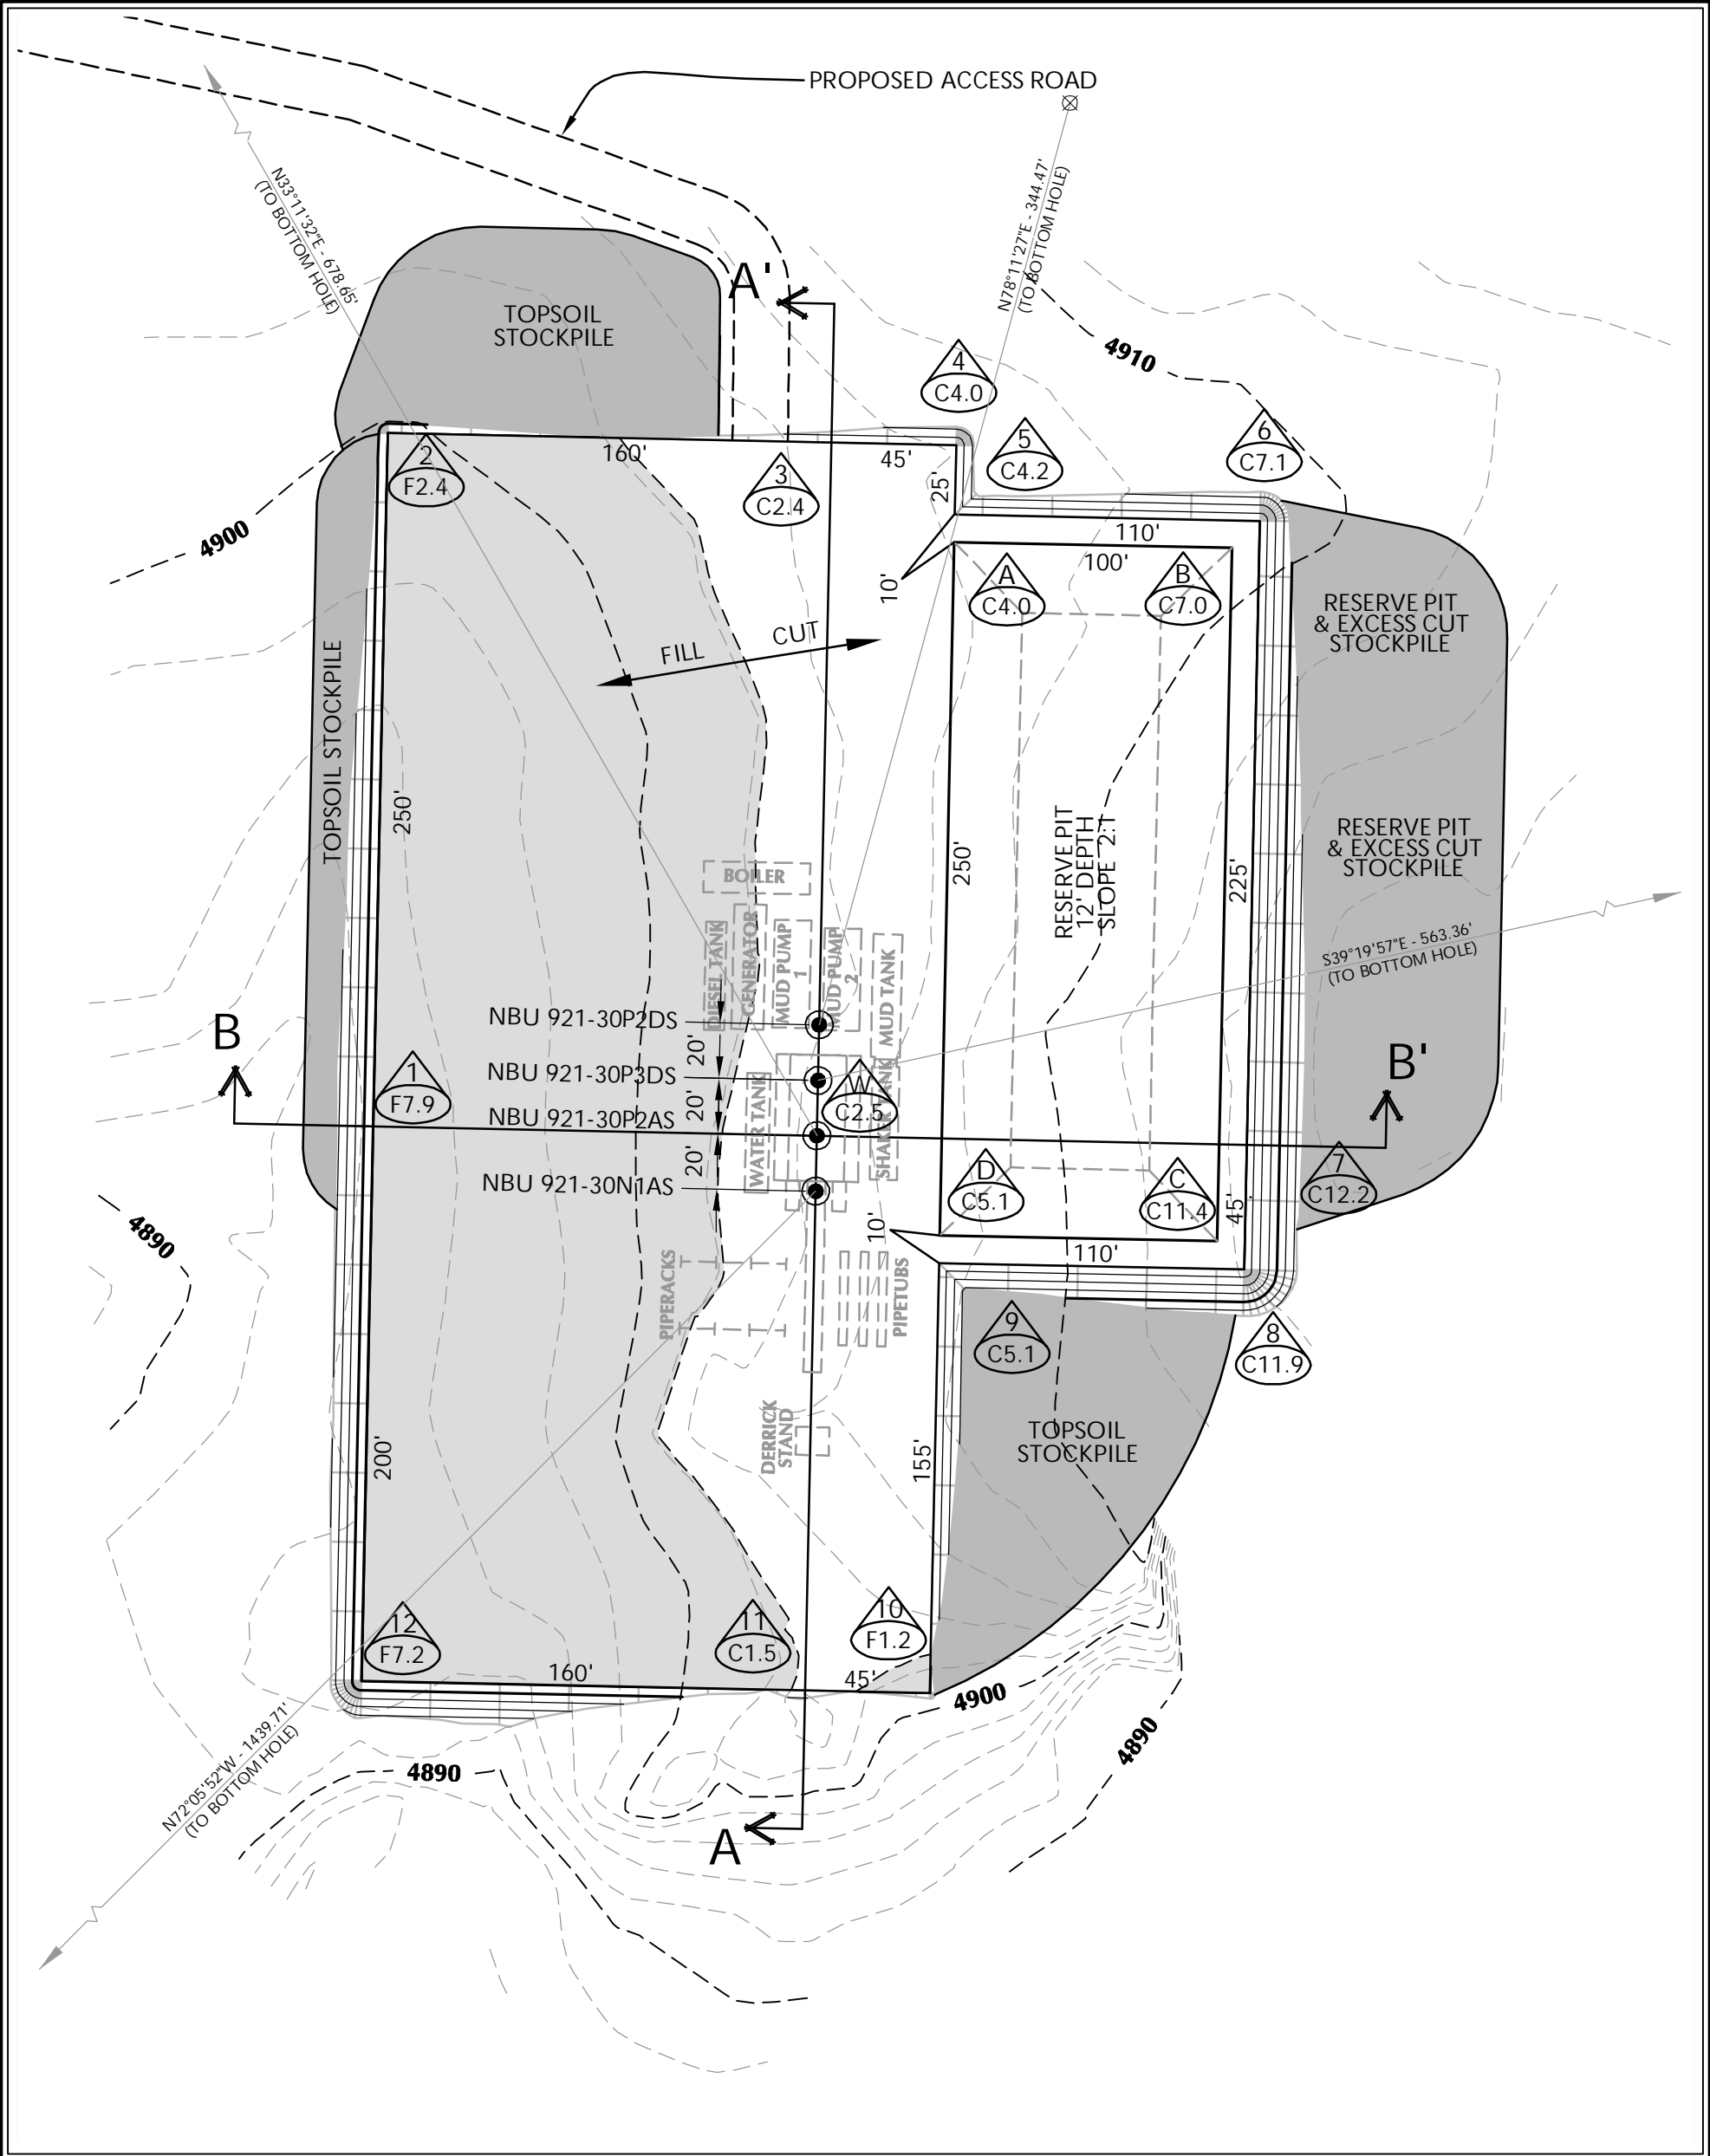 PROPOSED ACCESS ROAD
N33°11'32"E - 678.65'
(TO BOTTOM HOLE)
N78°11'27"E - 344.47'
(TO BOTTOM HOLE)
A'
TOPSOIL
STOCKPILE
4910
4
C4.0
5
C4.2
6
C7.1
160'
45'
25'
2
F2.4
3
C2.4
4900
110'
100'
10'
A
C4.0
B
C7.0
RESERVE PIT
& EXCESS CUT
STOCKPILE
FILL
CUT
TOPSOIL STOCKPILE
250'
250'
RESERVE PIT
12' DEPTH
SLOPE 2:1
225'
RESERVE PIT
& EXCESS CUT
STOCKPILE
BOILER
DIESEL TANK
GENERATOR
MUD PUMP
1
MUD PUMP
2
MUD TANK
S39°19'57"E - 563.36'
(TO BOTTOM HOLE)
NBU 921-30P2DS
20'
B
B'
NBU 921-30P3DS
1
F7.9
W
C2.5
20'
NBU 921-30P2AS
WATER TANK
SHAKER TANK
20'
NBU 921-30N1AS
D
C5.1
C
C11.4
45'
7
C12.2
4890
10'
110'
PIPERACKS
PIPETUBS
9
C5.1
8
C11.9
DERRICK
STAND
TOPSOIL
STOCKPILE
200'
155'
12
F7.2
11
C1.5
10
F1.2
160'
45'
4900
4890
4890
N72°05'52"W - 1439.71'
(TO BOTTOM HOLE)
A